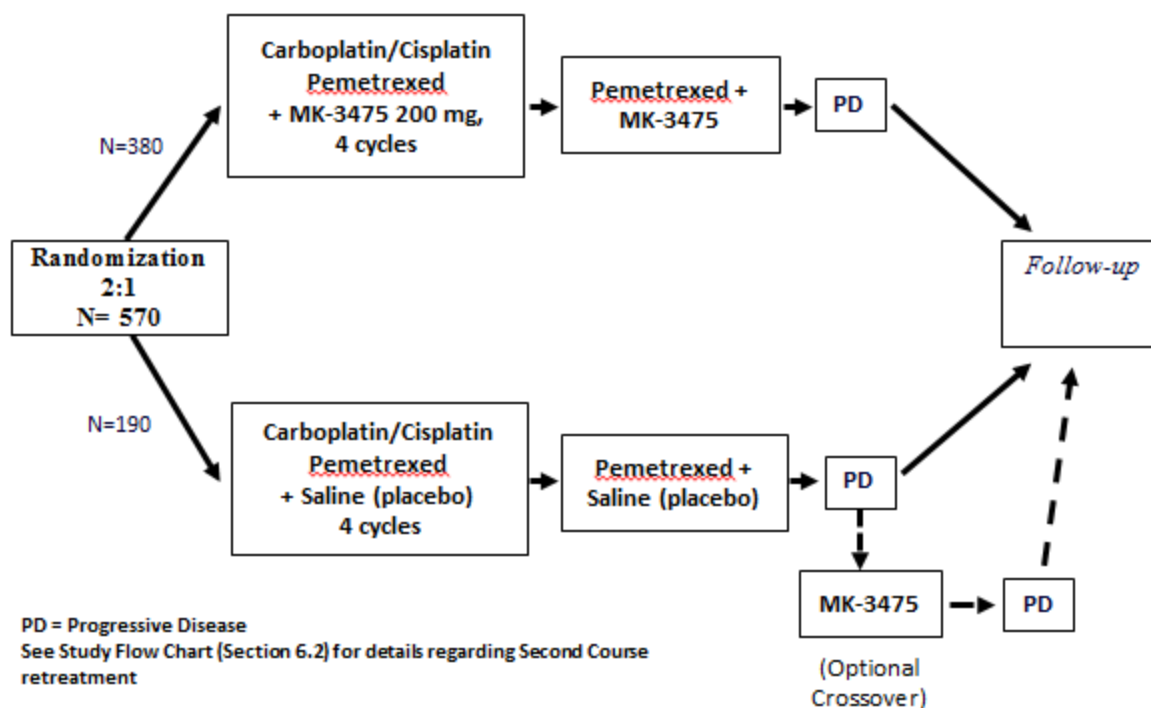 Carboplatin/Cisplatin
Pemetrexed
+ MK-3475 200 mg,
4 cycles
Pemetrexed +
MK-3475
PD
N=380
Randomization
2:1
N= 570
Follow-up
N=190
Carboplatin/Cisplatin
Pemetrexed
+ Saline (placebo)
4 cycles
Pemetrexed +
Saline (placebo)
PD
MK-3475
PD
(Optional
Crossover)
PD = Progressive Disease
See Study Flow Chart (Section 6.2) for details regarding Second Course
retreatment